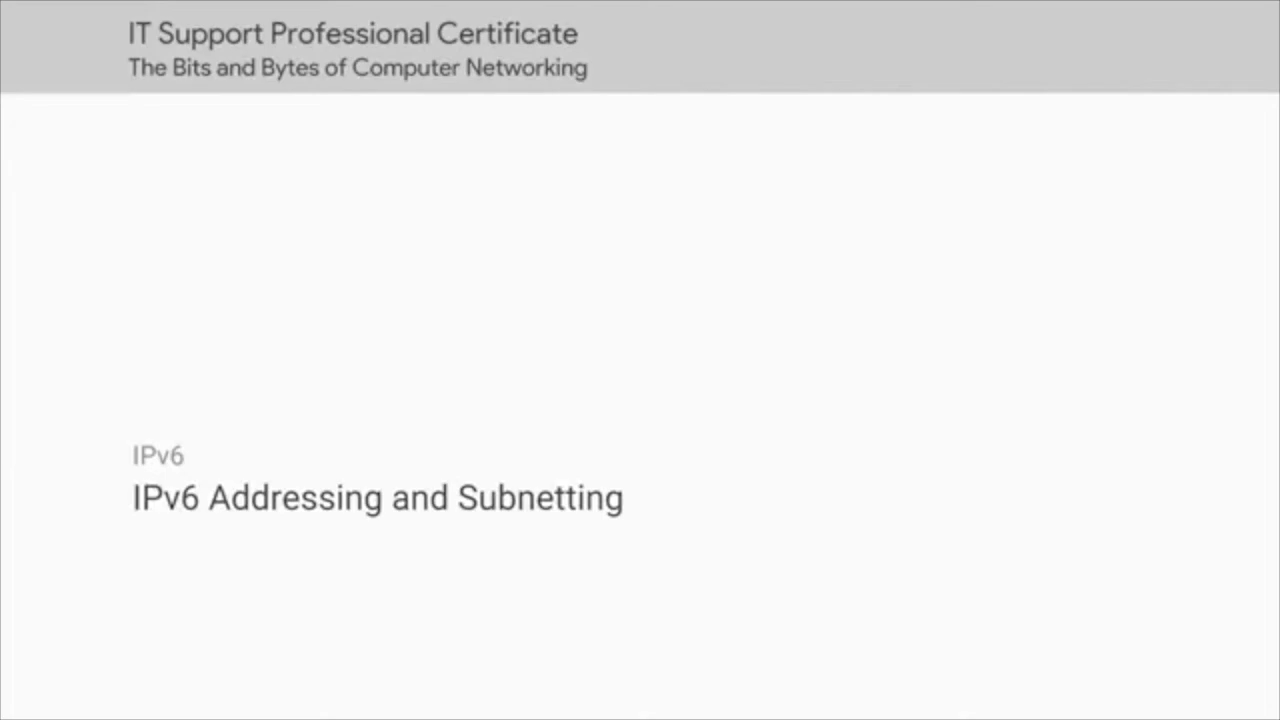 IT Support Professional Certificate
The Bits and Bytes of Computer Networking
IPv6
IPv6 Addressing and Subnetting